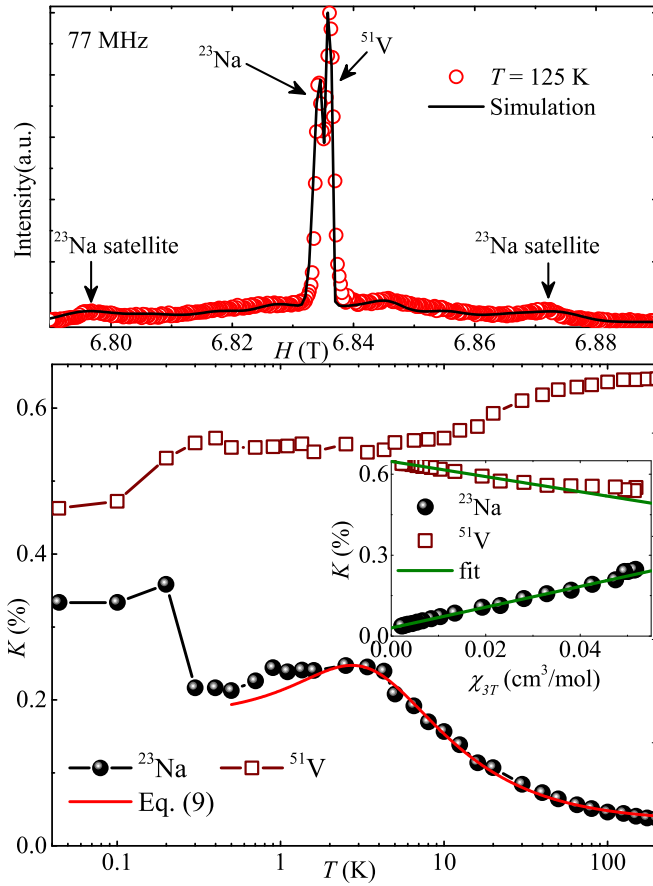 77 MHz
²³Na
⁵¹V
T = 125 K
Simulation
²³Na satellite
²³Na satellite
Intensity(a.u.)
6.80 6.82 6.84 6.86 6.88
H (T)
0.6
0.4
0.2
0.0
K (%)
0.6
0.3
0.0
K (%)
²³Na
⁵¹V
fit
0.00 0.02 0.04
χ3T (cm³/mol)
²³Na ⁵¹V
Eq. (9)
0.1 1 10 100
T (K)